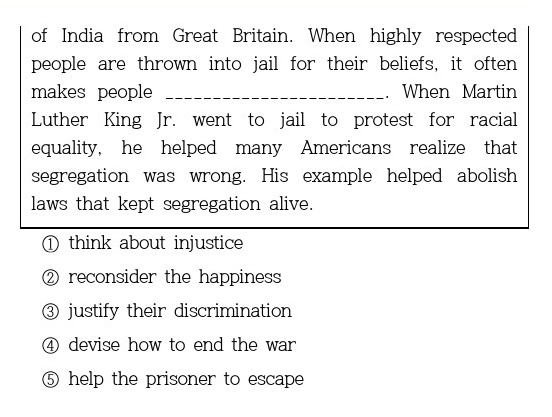 of India from Great Britain. When highly respected
people are thrown into jail for their beliefs, it often
makes people ______________________. When Martin
Luther King Jr. went to jail to protest for racial
equality, he helped many Americans realize that
segregation was wrong. His example helped abolish
laws that kept segregation alive.
① think about injustice
② reconsider the happiness
③ justify their discrimination
④ devise how to end the war
⑤ help the prisoner to escape